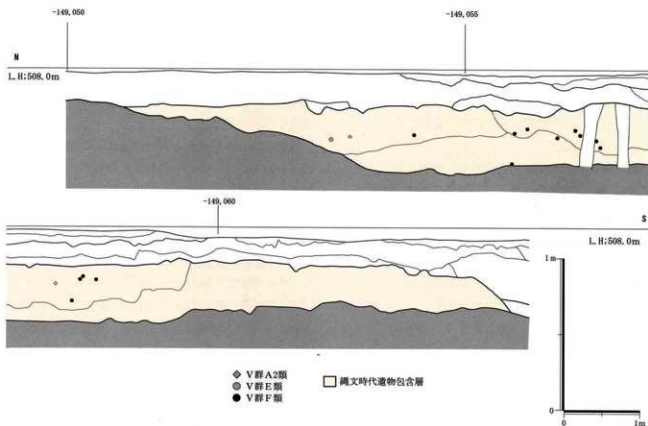 -149,050
-149,055
N
L.H:508.0m
-149,060
S
L.H:508.0m
1m
◆ V群A2類
● V群E類
● V群F類
縄文時代遺物包含層
0
0
1m